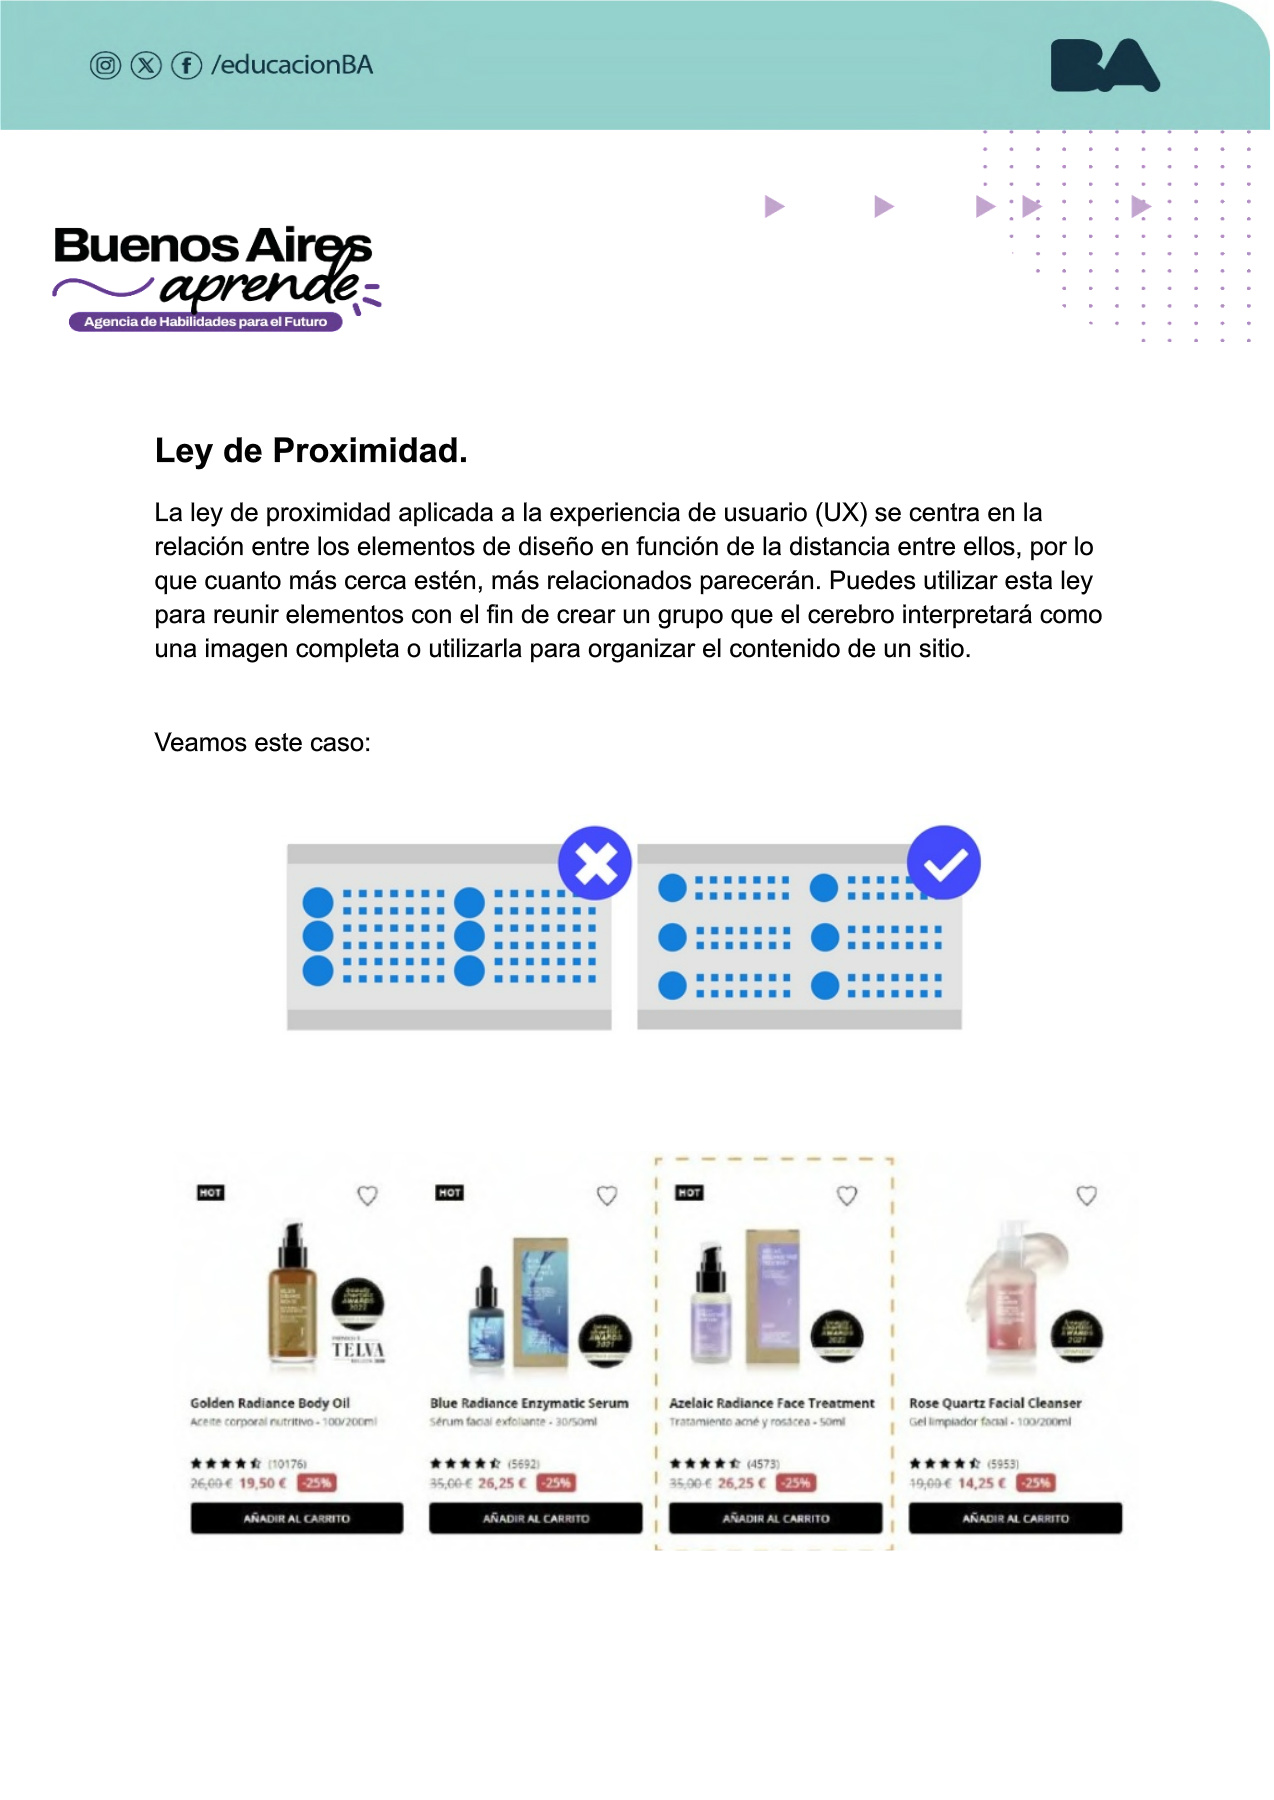 /educacionBA
BA
Buenos Aires
aprende
Agencia de Habilidades para el Futuro
Ley de Proximidad.
La ley de proximidad aplicada a la experiencia de usuario (UX) se centra en la
relación entre los elementos de diseño en función de la distancia entre ellos, por lo
que cuanto más cerca estén, más relacionados parecerán. Puedes utilizar esta ley
para reunir elementos con el fin de crear un grupo que el cerebro interpretará como
una imagen completa o utilizarla para organizar el contenido de un sitio.
Veamos este caso:
HOT HOT HOT
TELVA
Golden Radiance Body Oil
Aceite corporal nutritivo - 100/200ml
(10176)
26,00 € 19,50 € -25%
AÑADIR AL CARRITO
Blue Radiance Enzymatic Serum
Sérum facial exfoliante - 30/50ml
(5692)
35,00 € 26,25 € -25%
AÑADIR AL CARRITO
Azelaic Radiance Face Treatment
Tratamiento acné y rosácea - 50ml
(4573)
35,00 € 26,25 € -25%
AÑADIR AL CARRITO
Rose Quartz Facial Cleanser
Gel limpiador facial - 100/200ml
(5953)
19,00 € 14,25 € -25%
AÑADIR AL CARRITO